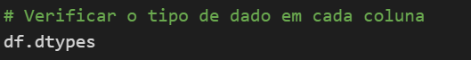 # Verificar o tipo de dado em cada coluna
df.dtypes